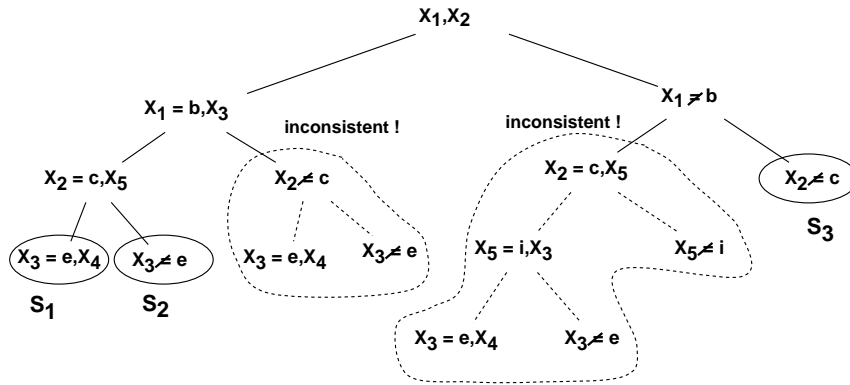 X1,X2
X1 = b,X3
X1 ≠ b
inconsistent !
inconsistent !
X2 = c,X5
X2 ≠ c
X2 = c,X5
X2 ≠ c
S3
X3 = e,X4
X3 ≠ e
X3 = e,X4
X3 ≠ e
X5 = i,X3
X5 ≠ i
S1
S2
X3 = e,X4
X3 ≠ e